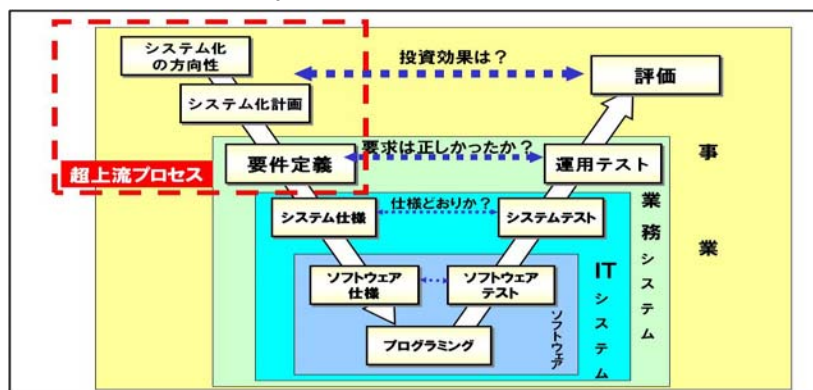 システム化
の方向性
投資効果は？
評価
システム化計画
超上流プロセス
要件定義
要求は正しかったか？
運用テスト
システム仕様
仕様どおりか？
システムテスト
ソフトウェア
仕様
ソフトウェア
テスト
プログラミング
ソフトウェア
ITシステム
業務システム
事業